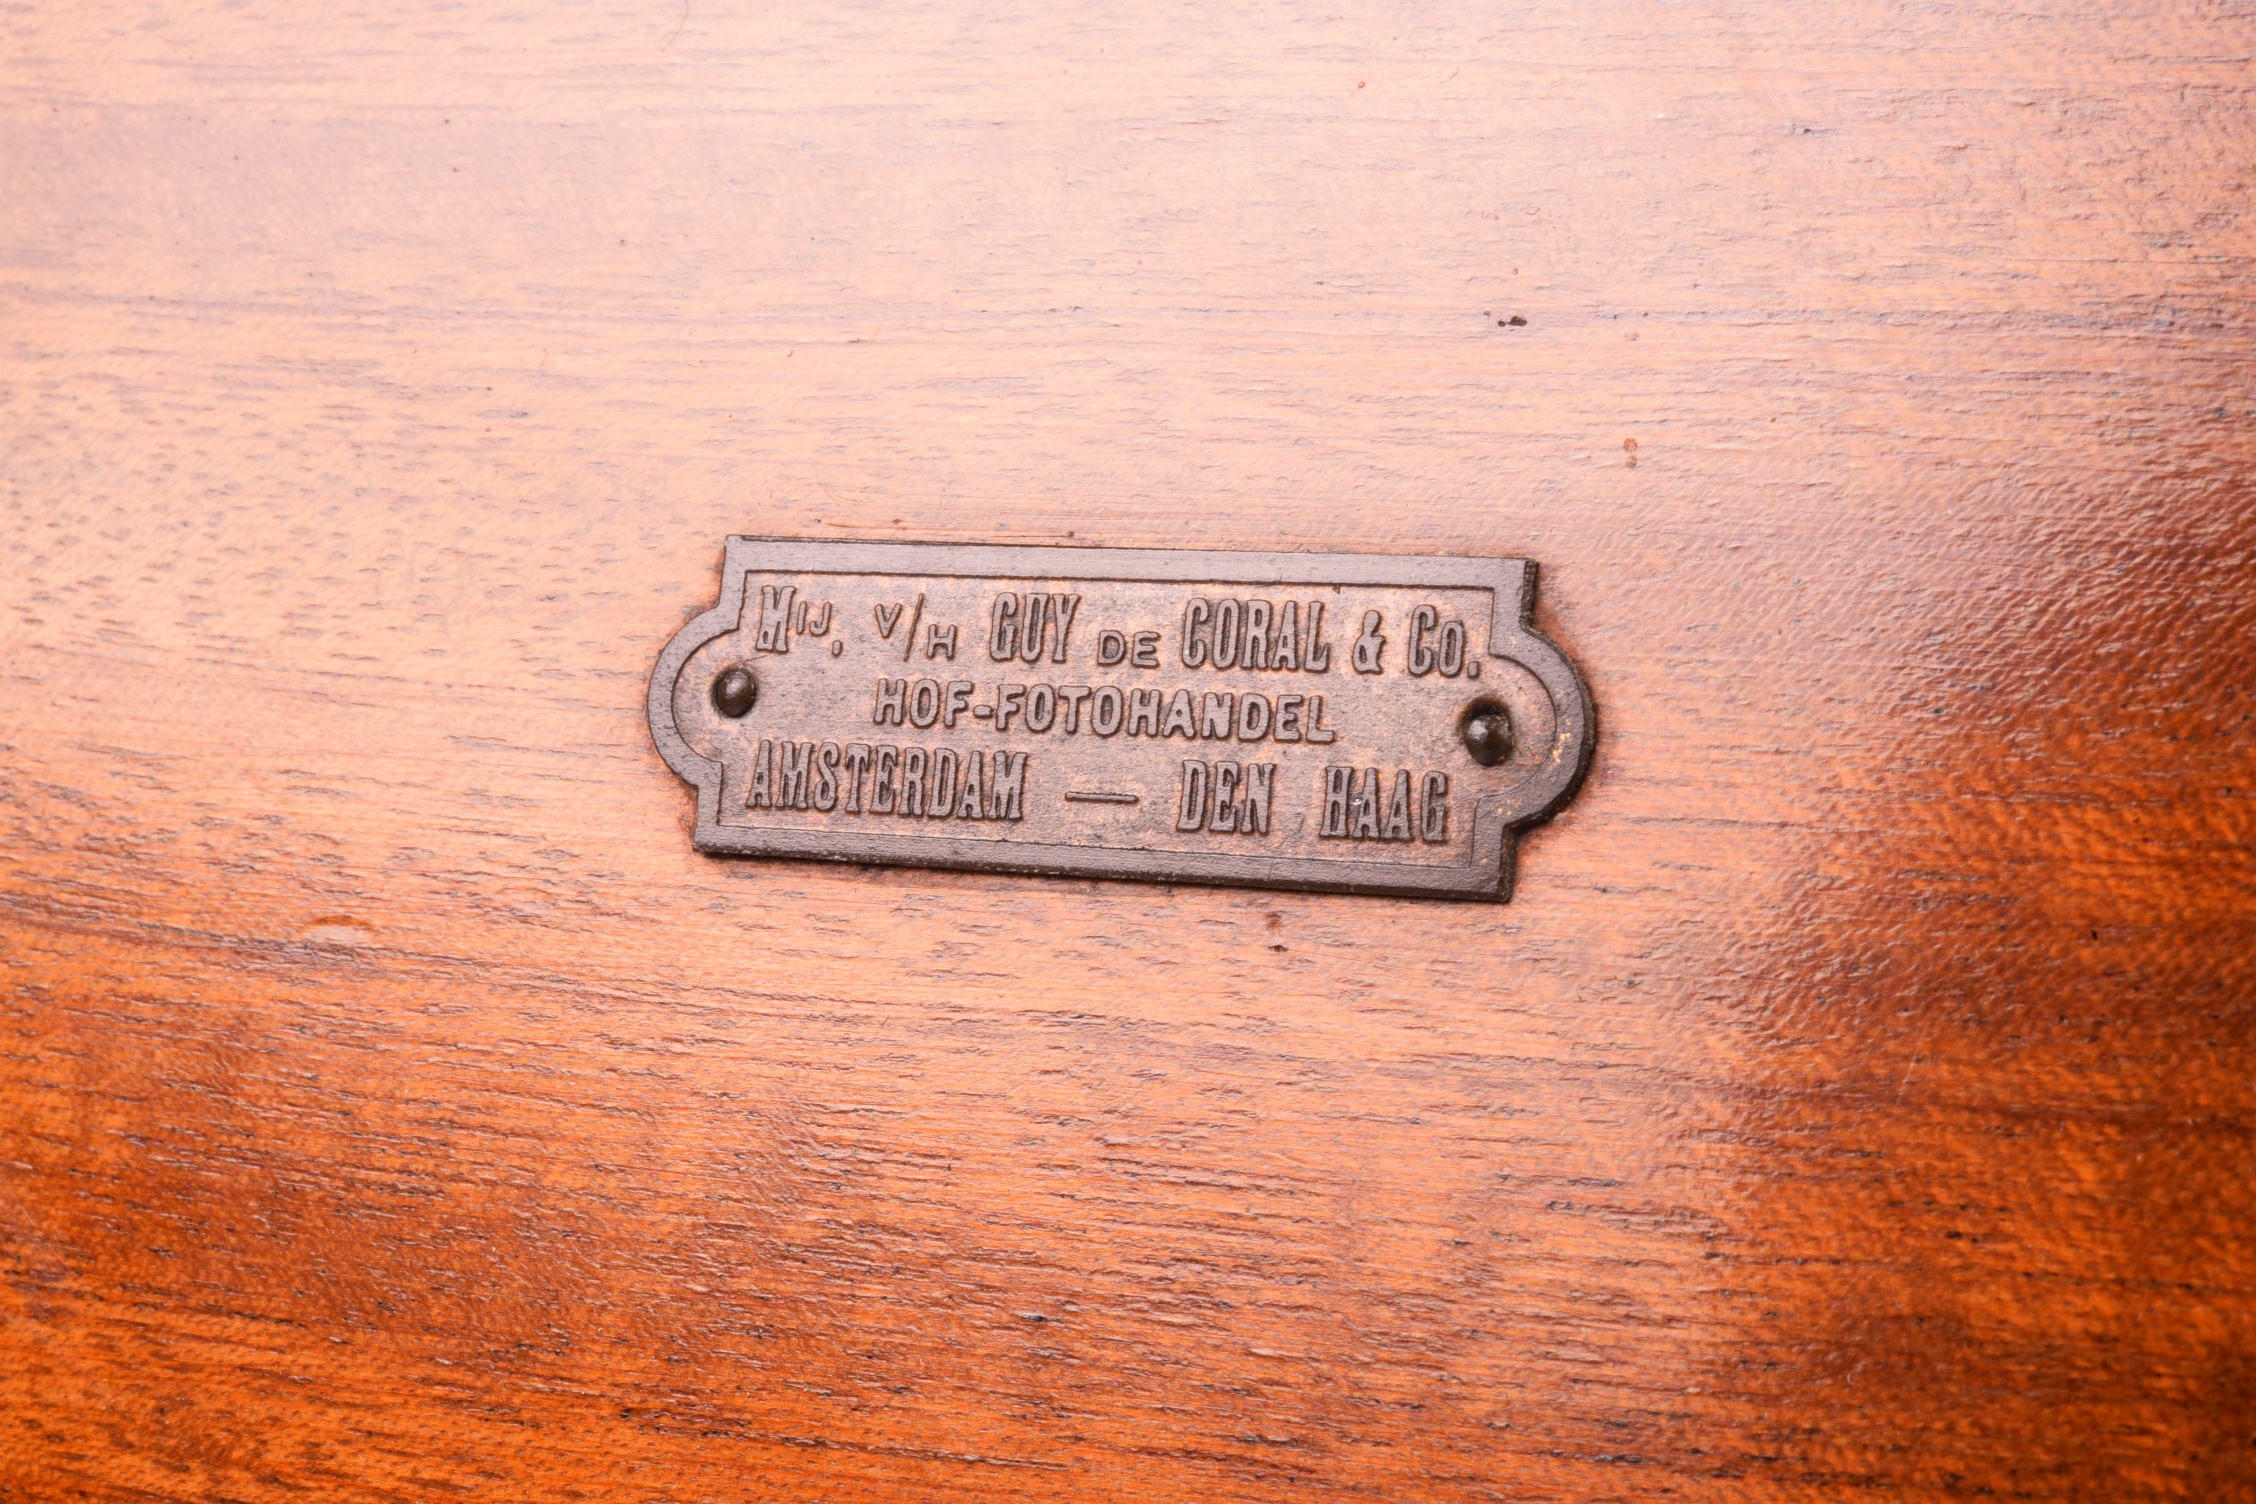 MIJ. V/H GUY DE CORAL & CO.
HOF-FOTOHANDEL
AMSTERDAM — DEN HAAG